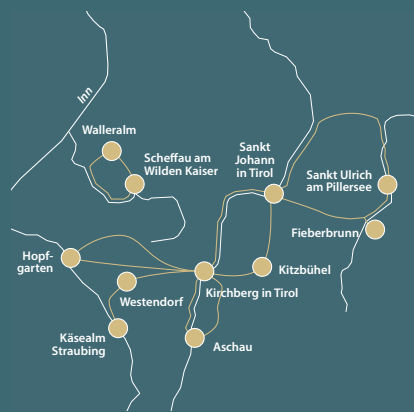 Inn
Walleralm
Scheffau am
Wilden Kaiser
Sankt
Johann
in Tirol
Sankt Ulrich
am Pillersee
Fieberbrunn
Hopf-
garten
Kitzbühel
Westendorf
Kirchberg in Tirol
Käsealm
Straubing
Aschau